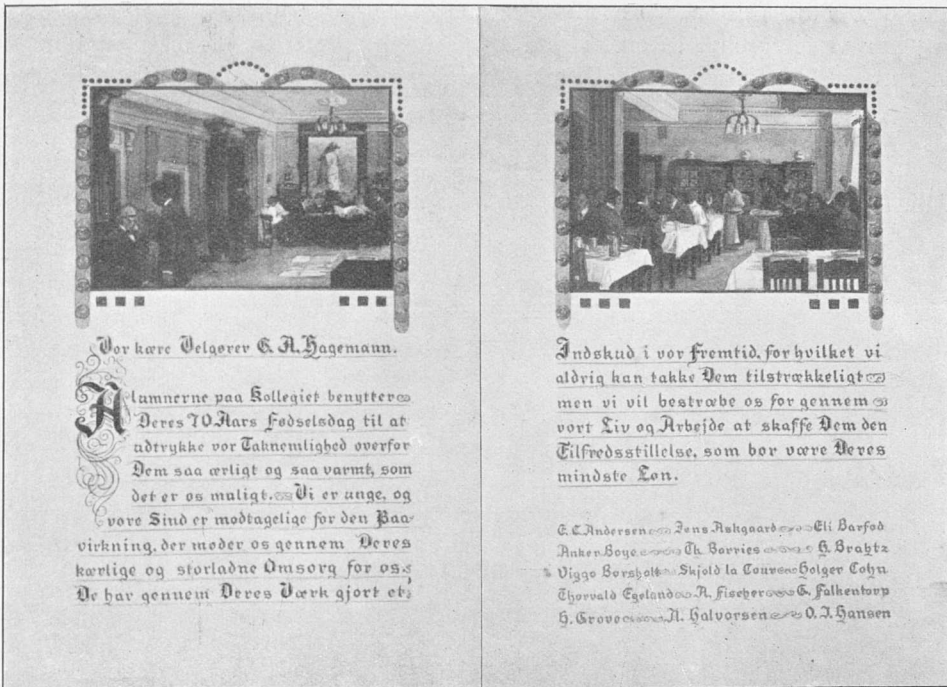 Vor kære Velgører G. A. Hagemann.
Alumnerne paa Kollegiet benytter
Deres 70 Aars Fødselsdag til at
udtrykke vor Taknemlighed overfor
Dem saa ærligt og saa varmt, som
det er os muligt. Vi er unge, og
vore Sind er modtagelige for den Paa-
virkning, der møder os gennem Deres
kærlige og storladne Omsorg for os.
De har gennem Deres Værk gjort et
Indskud i vor Fremtid, for hvilket vi
aldrig kan takke Dem tilstrækkeligt
men vi vil bestræbe os for gennem
vort Liv og Arbejde at skaffe Dem den
Tilfredsstillelse, som bør være Deres
mindste Løn.
E. C. Andersen Jens Askgaard Eli Barfod
Anker Boye Th. Borries H. Brahtz
Viggo Borsholt Skjold la Cour Holger Cohn
Thorvald Egelund A. Fischer G. Falkentorp
H. Grove A. Halvorsen O. J. Hansen